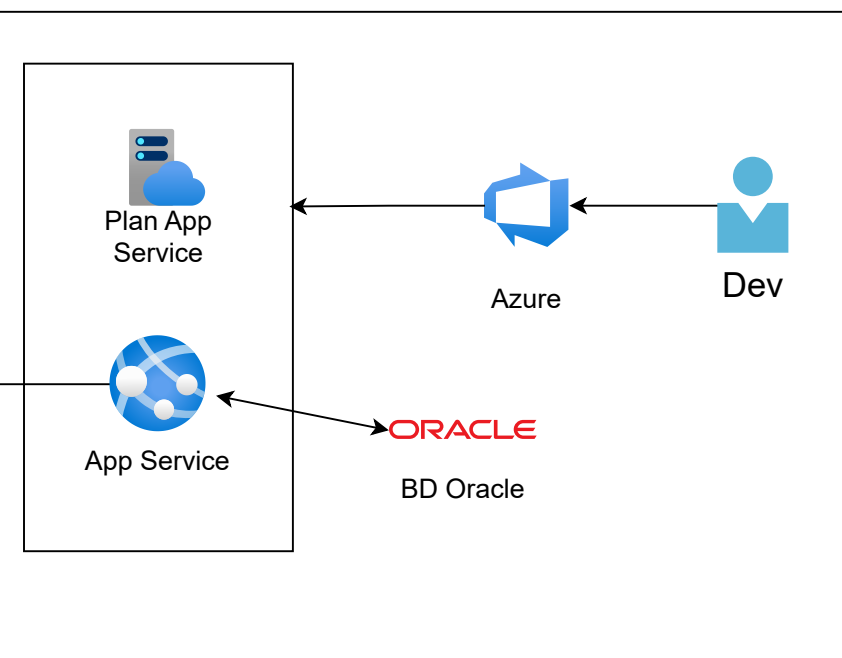 Plan App
Service
Azure
Dev
App Service
ORACLE
BD Oracle